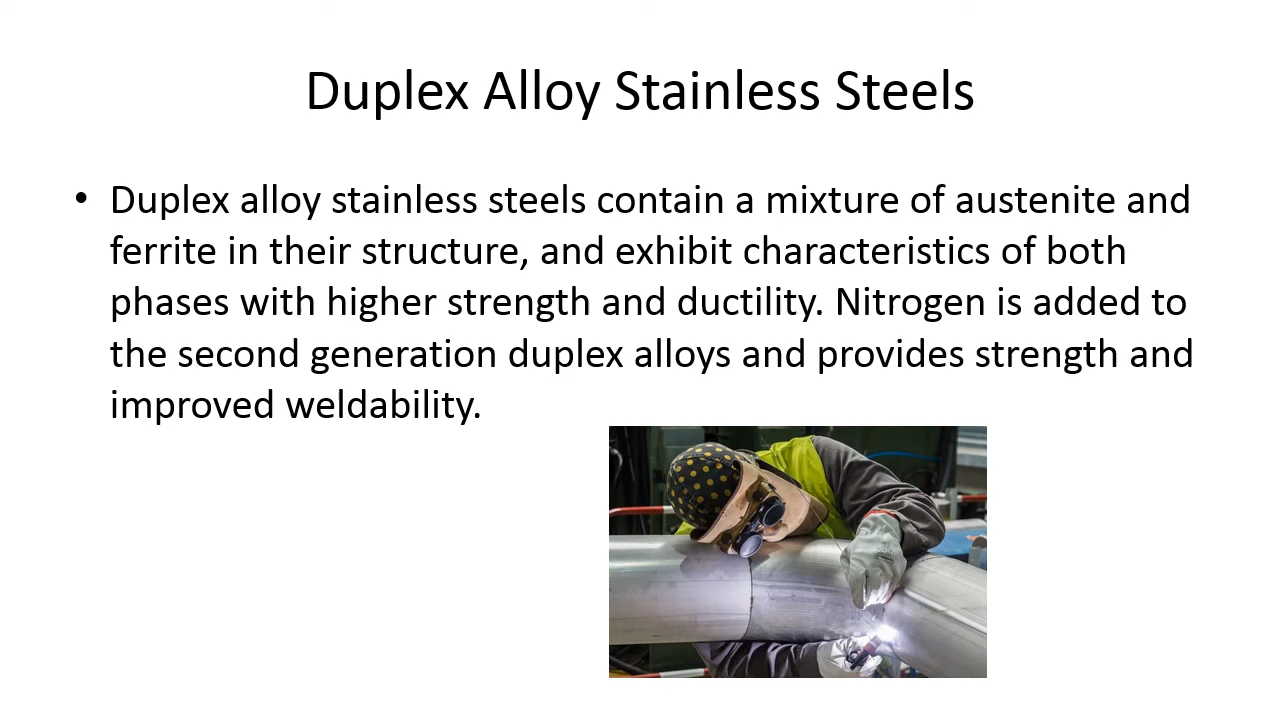 Duplex Alloy Stainless Steels
• Duplex alloy stainless steels contain a mixture of austenite and
ferrite in their structure, and exhibit characteristics of both
phases with higher strength and ductility. Nitrogen is added to
the second generation duplex alloys and provides strength and
improved weldability.